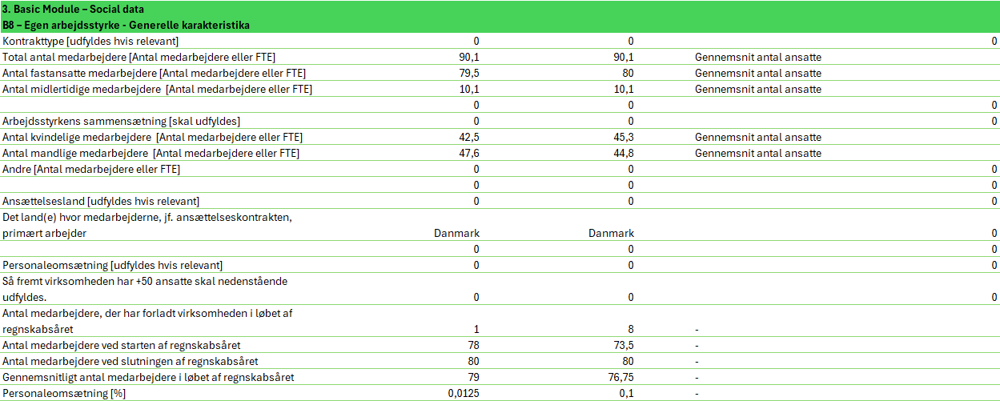 3. Basic Module – Social data
B8 – Egen arbejdsstyrke - Generelle karakteristika
Kontrakttype [udfyldes hvis relevant] 0 0 0
Total antal medarbejdere [Antal medarbejdere eller FTE] 90,1 90,1 Gennemsnit antal ansatte
Antal fastansatte medarbejdere [Antal medarbejdere eller FTE] 79,5 80 Gennemsnit antal ansatte
Antal midlertidige medarbejdere [Antal medarbejdere eller FTE] 10,1 10,1 Gennemsnit antal ansatte
0 0 0
Arbejdsstyrkens sammensætning [skal udfyldes] 0 0 0
Antal kvindelige medarbejdere [Antal medarbejdere eller FTE] 42,5 45,3 Gennemsnit antal ansatte
Antal mandlige medarbejdere [Antal medarbejdere eller FTE] 47,6 44,8 Gennemsnit antal ansatte
Andre [Antal medarbejdere eller FTE] 0 0 0
0 0 0
Ansættelsesland [udfyldes hvis relevant] 0 0 0
Det land(e) hvor medarbejderne, jf. ansættelseskontrakten,
primært arbejder Danmark Danmark 0
0 0 0
Personaleomsætning [udfyldes hvis relevant] 0 0 0
Så fremt virksomheden har +50 ansatte skal nedenstående
udfyldes. 0 0 0
Antal medarbejdere, der har forladt virksomheden i løbet af
regnskabsåret 1 8 -
Antal medarbejdere ved starten af regnskabsåret 78 73,5 -
Antal medarbejdere ved slutningen af regnskabsåret 80 80 -
Gennemsnitligt antal medarbejdere i løbet af regnskabsåret 79 76,75 -
Personaleomsætning [%] 0,0125 0,1 -